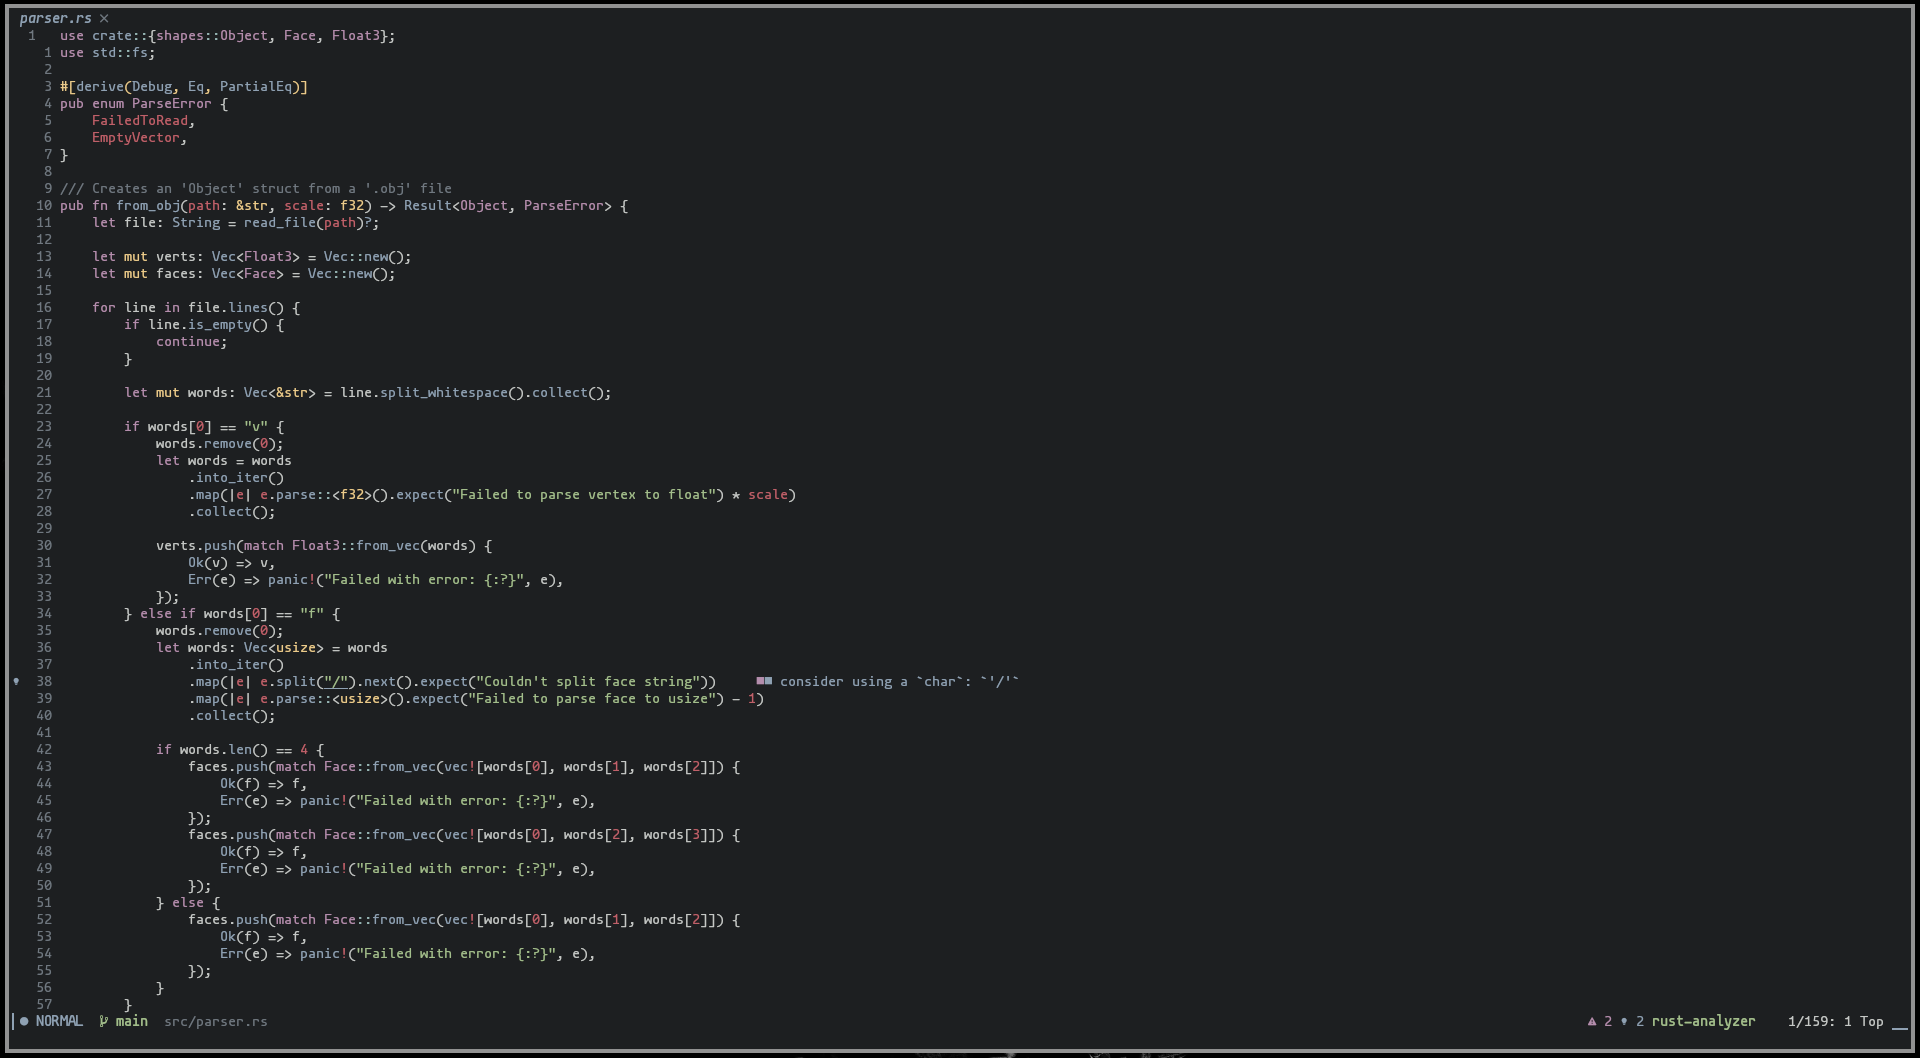 parser.rs ×
1 use crate::{shapes::Object, Face, Float3};
1 use std::fs;
2
3 #[derive(Debug, Eq, PartialEq)]
4 pub enum ParseError {
5     FailedToRead,
6     EmptyVector,
7 }
8
9 /// Creates an 'Object' struct from a '.obj' file
10 pub fn from_obj(path: &str, scale: f32) -> Result<Object, ParseError> {
11     let file: String = read_file(path)?;
12
13     let mut verts: Vec<Float3> = Vec::new();
14     let mut faces: Vec<Face> = Vec::new();
15
16     for line in file.lines() {
17         if line.is_empty() {
18             continue;
19         }
20
21         let mut words: Vec<&str> = line.split_whitespace().collect();
22
23         if words[0] == "v" {
24             words.remove(0);
25             let words = words
26                 .into_iter()
27                 .map(|e| e.parse::<f32>().expect("Failed to parse vertex to float") * scale)
28                 .collect();
29
30             verts.push(match Float3::from_vec(words) {
31                 Ok(v) => v,
32                 Err(e) => panic!("Failed with error: {:?}", e),
33             });
34         } else if words[0] == "f" {
35             words.remove(0);
36             let words: Vec<usize> = words
37                 .into_iter()
38                 .map(|e| e.split("/").next().expect("Couldn't split face string"))     ■■ consider using a `char`: `'/'`
39                 .map(|e| e.parse::<usize>().expect("Failed to parse face to usize") - 1)
40                 .collect();
41
42             if words.len() == 4 {
43                 faces.push(match Face::from_vec(vec![words[0], words[1], words[2]]) {
44                     Ok(f) => f,
45                     Err(e) => panic!("Failed with error: {:?}", e),
46                 });
47                 faces.push(match Face::from_vec(vec![words[0], words[2], words[3]]) {
48                     Ok(f) => f,
49                     Err(e) => panic!("Failed with error: {:?}", e),
50                 });
51             } else {
52                 faces.push(match Face::from_vec(vec![words[0], words[1], words[2]]) {
53                     Ok(f) => f,
54                     Err(e) => panic!("Failed with error: {:?}", e),
55                 });
56             }
57         }
● NORMAL main src/parser.rs 2 2 rust-analyzer 1/159: 1 Top